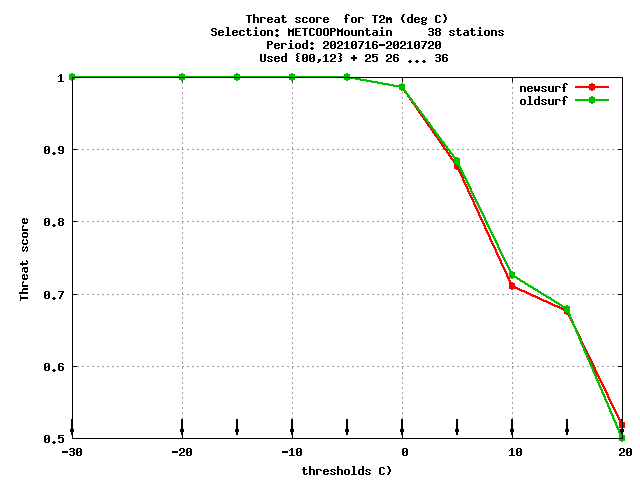 Threat score  for T2m (deg C)
Selection: METCOOPMountain     38 stations
Period: 20210716-20210720
Used {00,12} + 25 26 ... 36
newsurf
oldsurf
1
0.9
0.8
0.7
0.6
0.5
Threat score
-30
-20
-10
0
10
20
thresholds C)